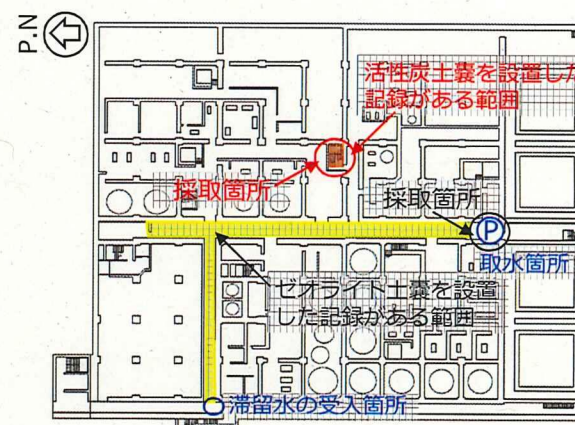 P.N
活性炭土嚢を設置した
記録がある範囲
採取箇所
採取箇所
P
取水箇所
ゼオライト土嚢を設置
した記録がある範囲
滞留水の受入箇所